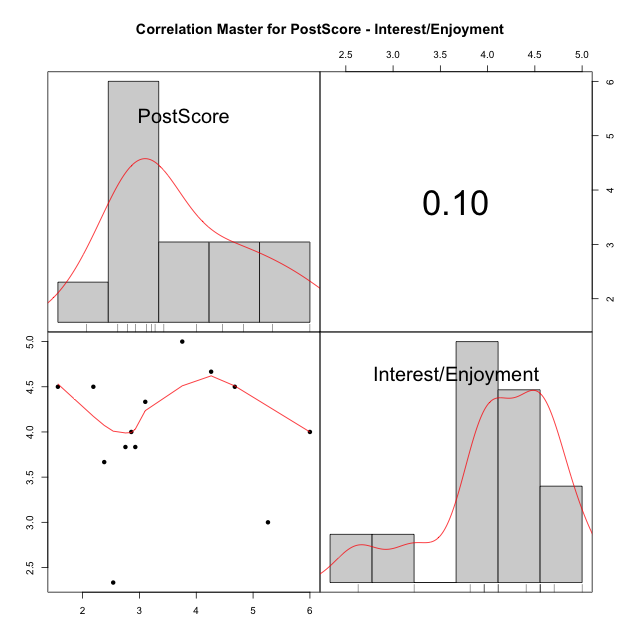 Correlation Master for PostScore - Interest/Enjoyment
2.5 3.0 3.5 4.0 4.5 5.0
PostScore
0.10
6
5
4
3
2
Interest/Enjoyment
5.0
4.5
4.0
3.5
3.0
2.5
2 3 4 5 6